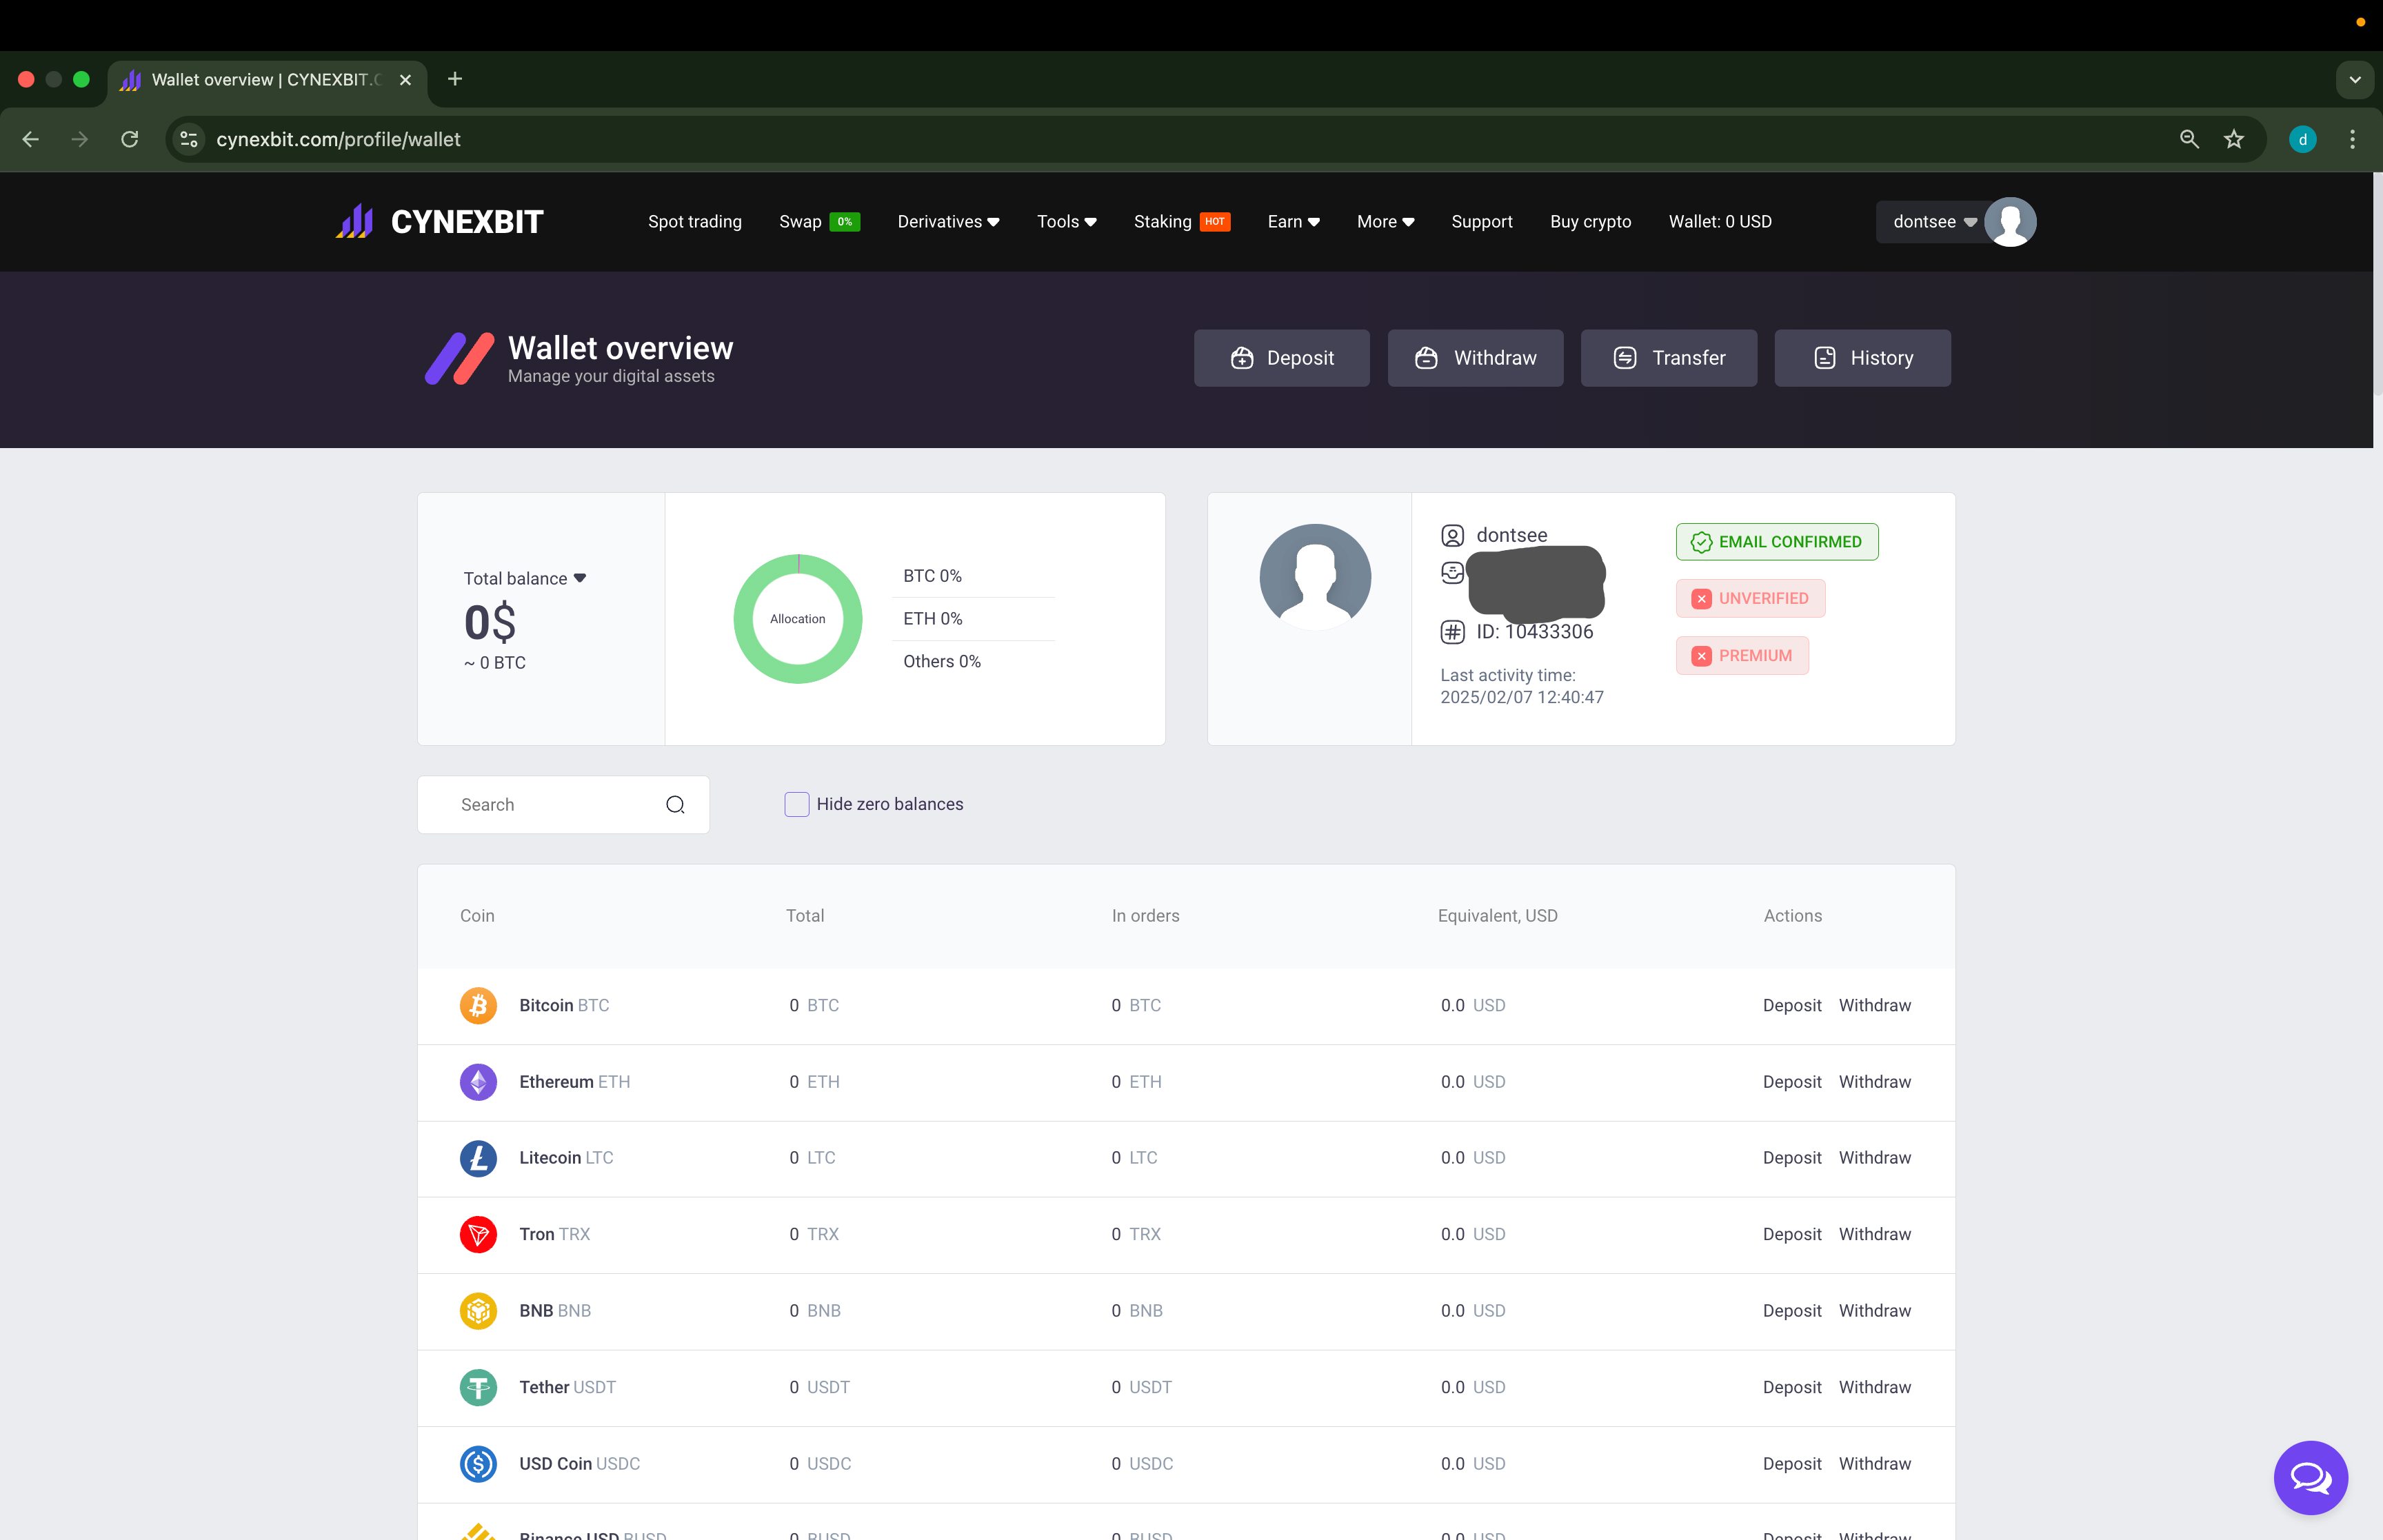 Wallet overview | CYNEXBIT.C
cynexbit.com/profile/wallet
d
CYNEXBIT
Spot trading
Swap 0%
Derivatives
Tools
Staking HOT
Earn
More
Support
Buy crypto
Wallet: 0 USD
dontsee
Wallet overview
Manage your digital assets
Deposit
Withdraw
Transfer
History
Total balance
0$
~ 0 BTC
Allocation
BTC 0%
ETH 0%
Others 0%
dontsee
ID: 10433306
Last activity time:
2025/02/07 12:40:47
EMAIL CONFIRMED
UNVERIFIED
PREMIUM
Search
Hide zero balances
Coin Total In orders Equivalent, USD Actions
Bitcoin BTC 0 BTC 0 BTC 0.0 USD Deposit Withdraw
Ethereum ETH 0 ETH 0 ETH 0.0 USD Deposit Withdraw
Litecoin LTC 0 LTC 0 LTC 0.0 USD Deposit Withdraw
Tron TRX 0 TRX 0 TRX 0.0 USD Deposit Withdraw
BNB BNB 0 BNB 0 BNB 0.0 USD Deposit Withdraw
Tether USDT 0 USDT 0 USDT 0.0 USD Deposit Withdraw
USD Coin USDC 0 USDC 0 USDC 0.0 USD Deposit Withdraw
Binance USD BUSD 0 BUSD 0 BUSD 0.0 USD Deposit Withdraw